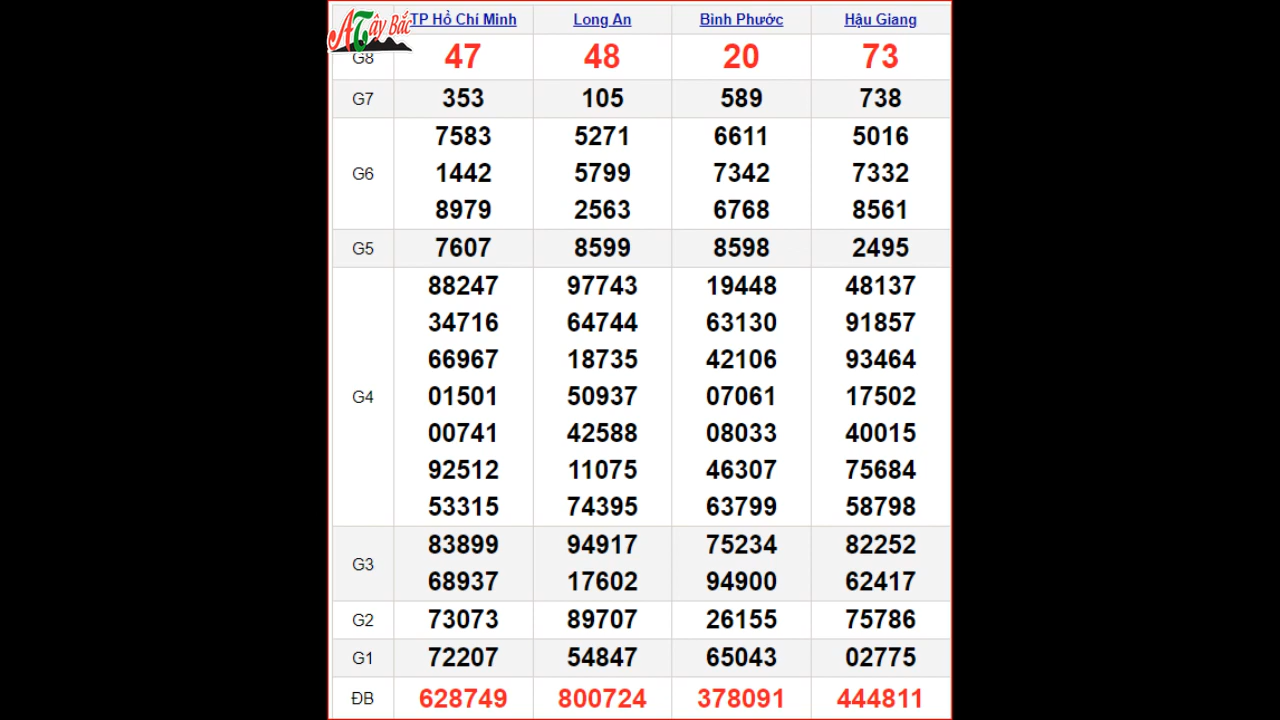 ATây Bắc
TP Hồ Chí Minh Long An Bình Phước Hậu Giang
G8 47 48 20 73
G7 353 105 589 738
7583 5271 6611 5016
G6 1442 5799 7342 7332
8979 2563 6768 8561
G5 7607 8599 8598 2495
88247 97743 19448 48137
34716 64744 63130 91857
66967 18735 42106 93464
G4 01501 50937 07061 17502
00741 42588 08033 40015
92512 11075 46307 75684
53315 74395 63799 58798
83899 94917 75234 82252
G3
68937 17602 94900 62417
G2 73073 89707 26155 75786
G1 72207 54847 65043 02775
ĐB 628749 800724 378091 444811